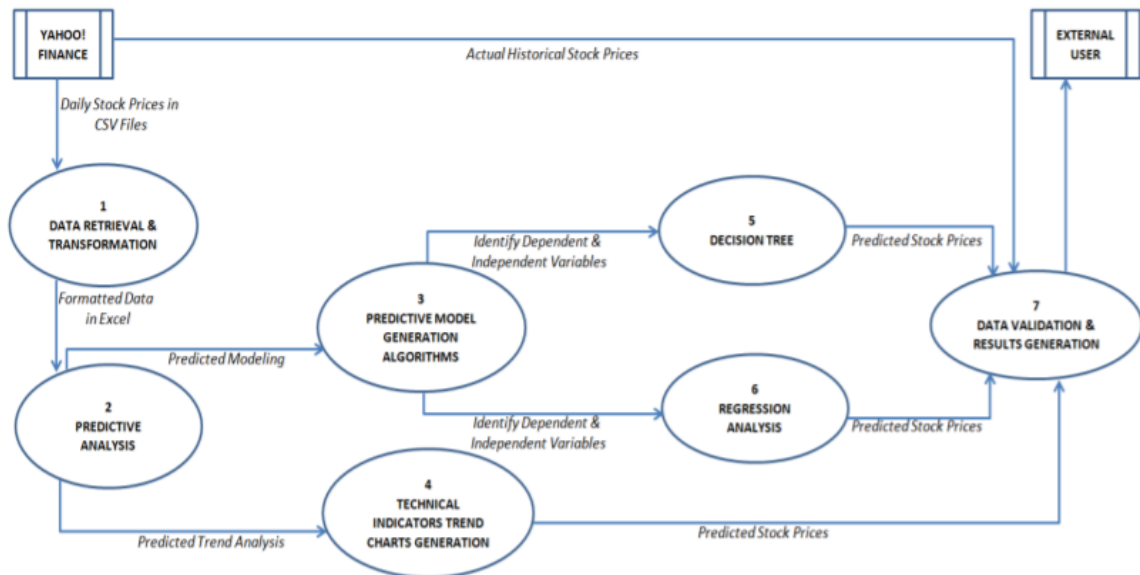 YAHOO!
FINANCE
Actual Historical Stock Prices
EXTERNAL
USER
Daily Stock Prices in
CSV Files
1
DATA RETRIEVAL &
TRANSFORMATION
Formatted Data
in Excel
2
PREDICTIVE
ANALYSIS
Predicted Modeling
Predicted Trend Analysis
3
PREDICTIVE MODEL
GENERATION
ALGORITHMS
Identify Dependent &
Independent Variables
Identify Dependent &
Independent Variables
4
TECHNICAL
INDICATORS TREND
CHARTS GENERATION
5
DECISION TREE
Predicted Stock Prices
6
REGRESSION
ANALYSIS
Predicted Stock Prices
Predicted Stock Prices
7
DATA VALIDATION &
RESULTS GENERATION